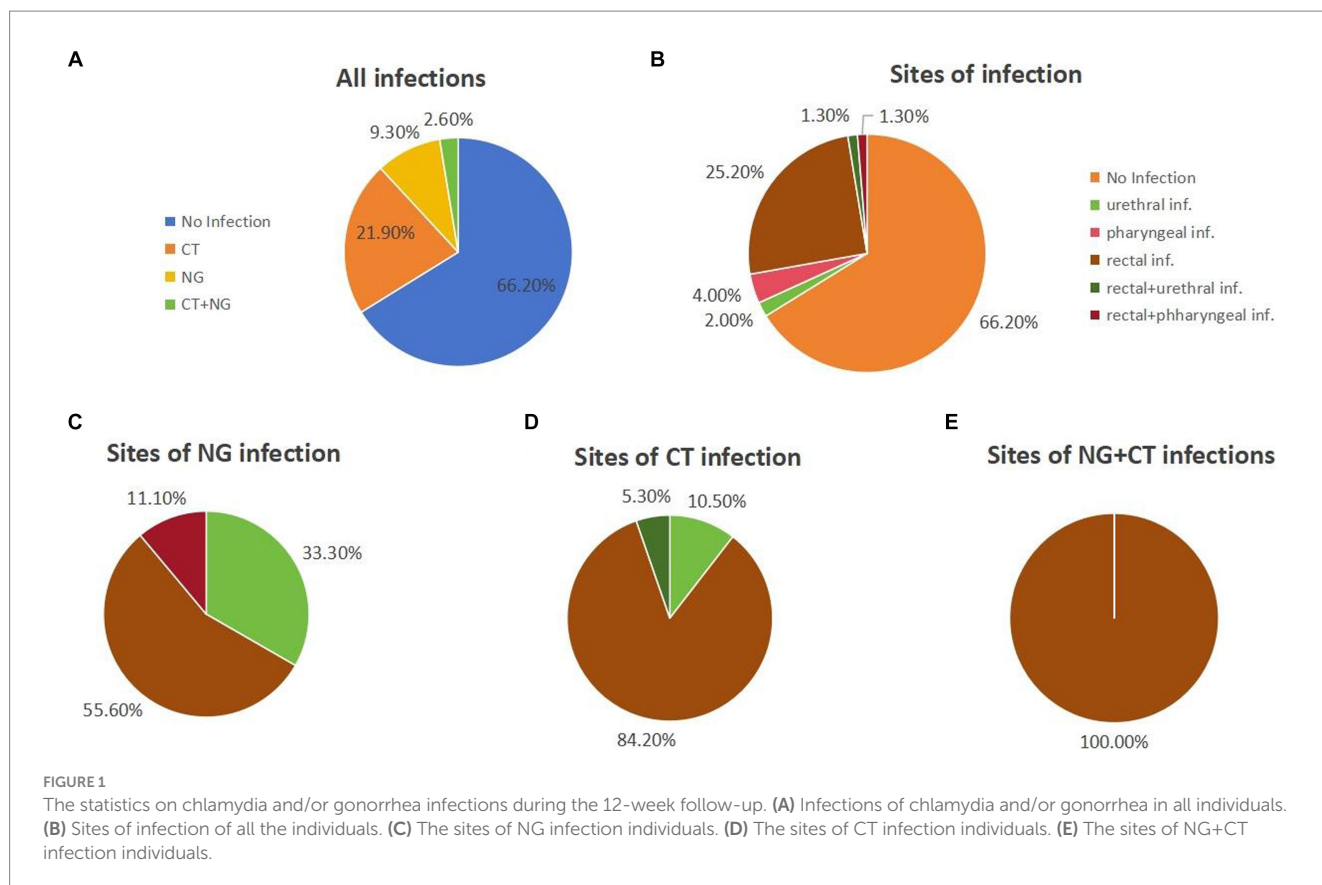 A
All infections
2.60%
9.30%
21.90%
66.20%
No Infection
CT
NG
CT+NG
B
Sites of infection
1.30%
1.30%
25.20%
4.00%
2.00%
66.20%
No Infection
urethral inf.
pharyngeal inf.
rectal inf.
rectal+urethral inf.
rectal+phharyngeal inf.
C
Sites of NG infection
11.10%
33.30%
55.60%
D
Sites of CT infection
5.30%
10.50%
84.20%
E
Sites of NG+CT infections
100.00%
FIGURE 1
The statistics on chlamydia and/or gonorrhea infections during the 12-week follow-up. (A) Infections of chlamydia and/or gonorrhea in all individuals.
(B) Sites of infection of all the individuals. (C) The sites of NG infection individuals. (D) The sites of CT infection individuals. (E) The sites of NG+CT
infection individuals.